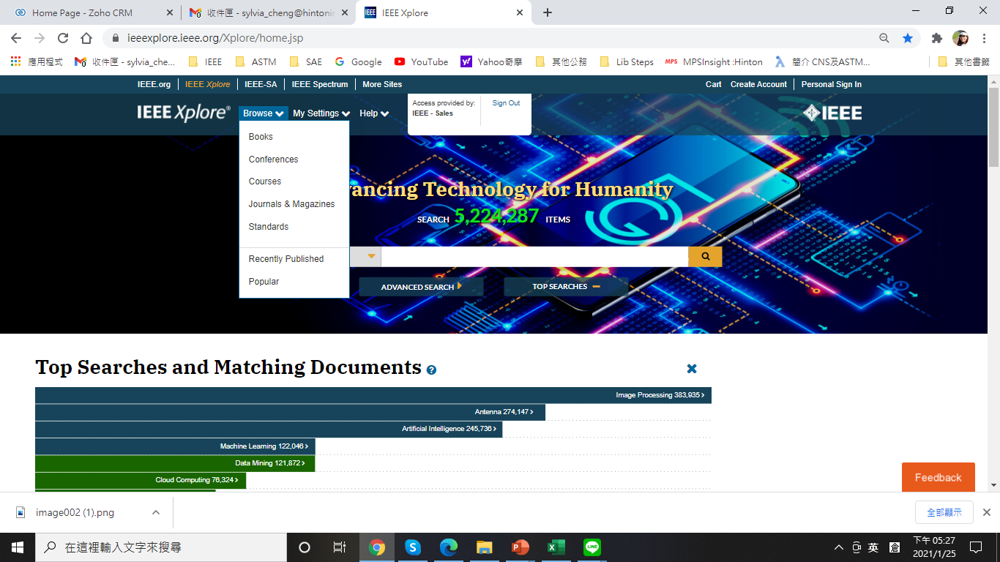 Home Page - Zoho CRM
收件匣 - sylvia_cheng@hintonin
IEEE Xplore
ieeexplore.ieee.org/Xplore/home.jsp
應用程式 收件匣 - sylvia_che... IEEE ASTM SAE Google YouTube Yahoo奇摩 其他公務 Lib Steps MPS MPSInsight :Hinton 簡介 CNS及ASTM... 其他書籤
IEEE.org IEEE Xplore IEEE-SA IEEE Spectrum More Sites Cart Create Account Personal Sign In
IEEE Xplore® Browse My Settings Help
Access provided by:
IEEE - Sales
Sign Out
IEEE
Books
Conferences
Courses
Journals & Magazines
Standards
Recently Published
Popular
vancing Technology for Humanity
SEARCH 5,224,287 ITEMS
ADVANCED SEARCH TOP SEARCHES
Top Searches and Matching Documents
Image Processing 383,935
Antenna 274,147
Artificial Intelligence 245,736
Machine Learning 122,046
Data Mining 121,872
Cloud Computing 76,324
Feedback
image002 (1).png
全部顯示
在這裡輸入文字來搜尋
英 倉
下午 05:27
2021/1/25